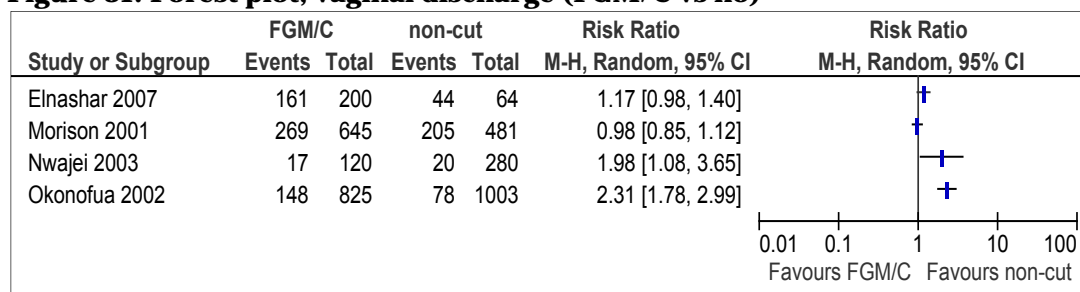 Figure 81: Forest plot, vaginal discharge (FGM/C vs no)
FGM/C non-cut Risk Ratio Risk Ratio
Study or Subgroup Events Total Events Total M-H, Random, 95% CI M-H, Random, 95% CI
Elnashar 2007 161 200 44 64 1.17 [0.98, 1.40]
Morison 2001 269 645 205 481 0.98 [0.85, 1.12]
Nwajei 2003 17 120 20 280 1.98 [1.08, 3.65]
Okonofua 2002 148 825 78 1003 2.31 [1.78, 2.99]
0.01 0.1 1 10 100
Favours FGM/C Favours non-cut